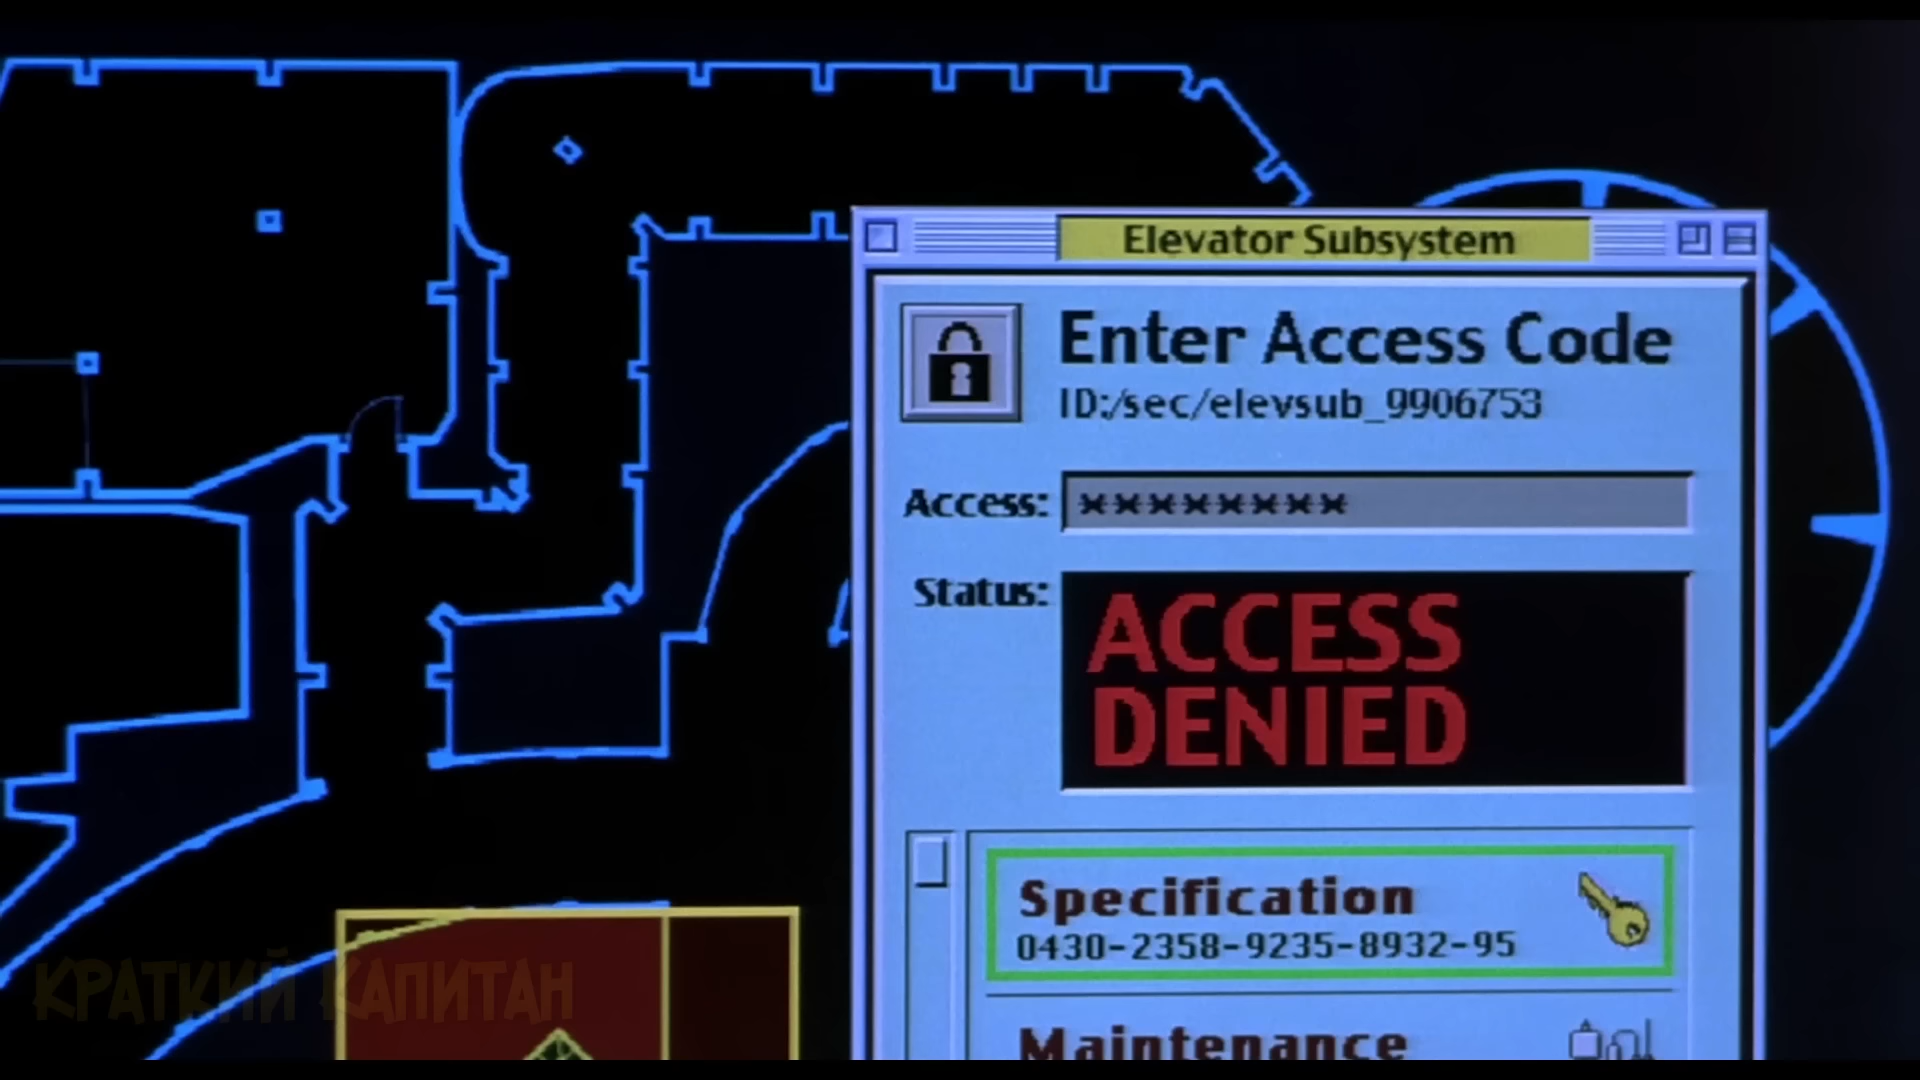 Elevator Subsystem
Enter Access Code
ID:/sec/elevsub_9906753
Access: ××××××××
Status: ACCESS
DENIED
Specification
0430-2358-9235-8932-95
Maintenance
КРАТКИЙ КАПИТАН